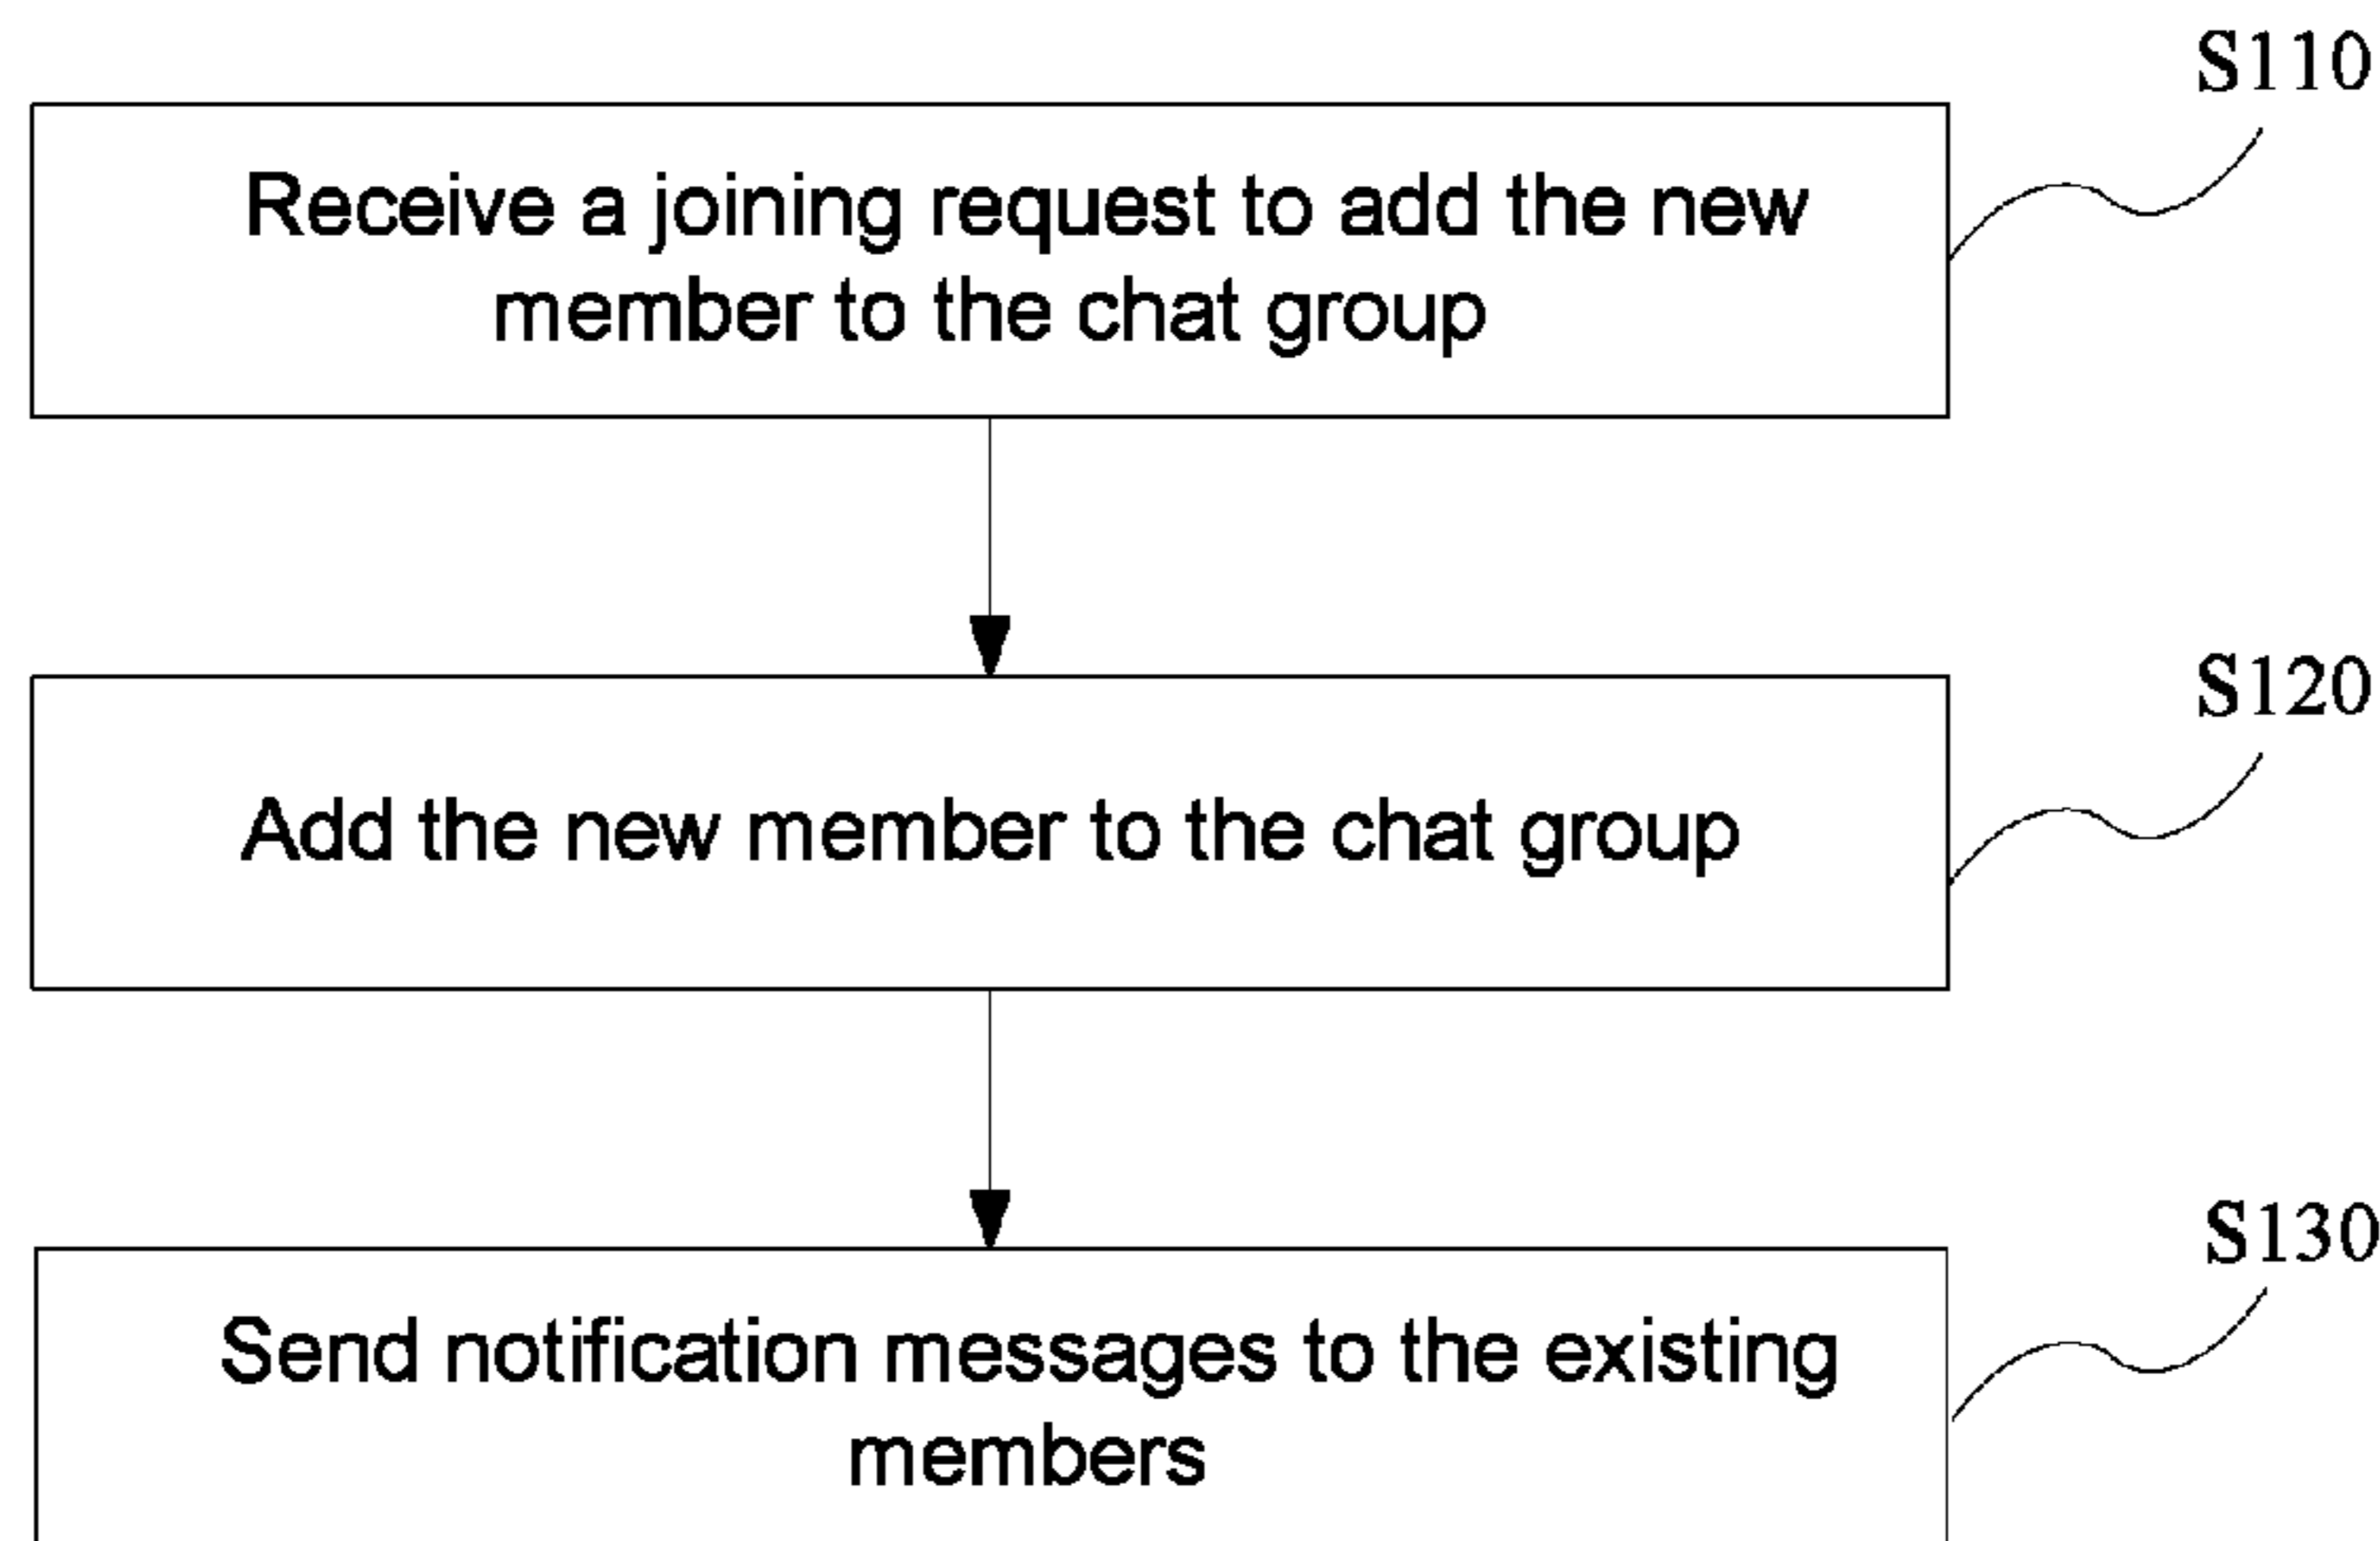 S110
Receive a joining request to add the new
member to the chat group
S120
Add the new member to the chat group
S130
Send notification messages to the existing
members